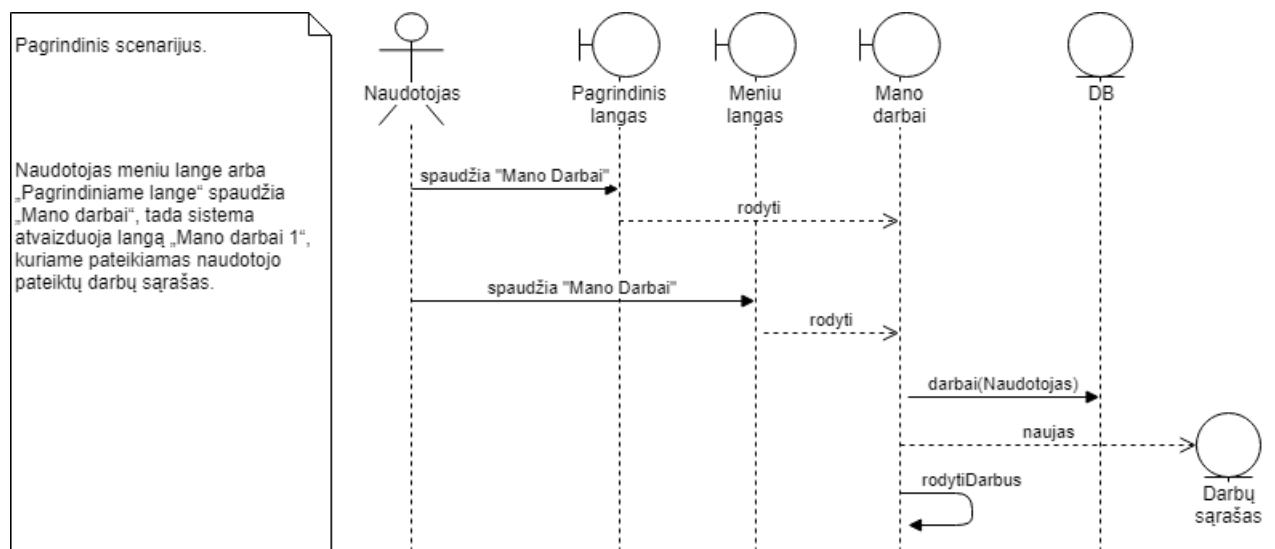 Pagrindinis scenarijus.
Naudotojas meniu lange arba
„Pagrindiniame lange“ spaudžia
„Mano darbai“, tada sistema
atvaizduoja langą „Mano darbai 1“,
kuriame pateikiamas naudotojo
pateiktų darbų sąrašas.
Naudotojas
Pagrindinis
langas
Meniu
langas
Mano
darbai
DB
spaudžia "Mano Darbai"
rodyti
spaudžia "Mano Darbai"
rodyti
darbai(Naudotojas)
naujas
rodytiDarbus
Darbų
sąrašas